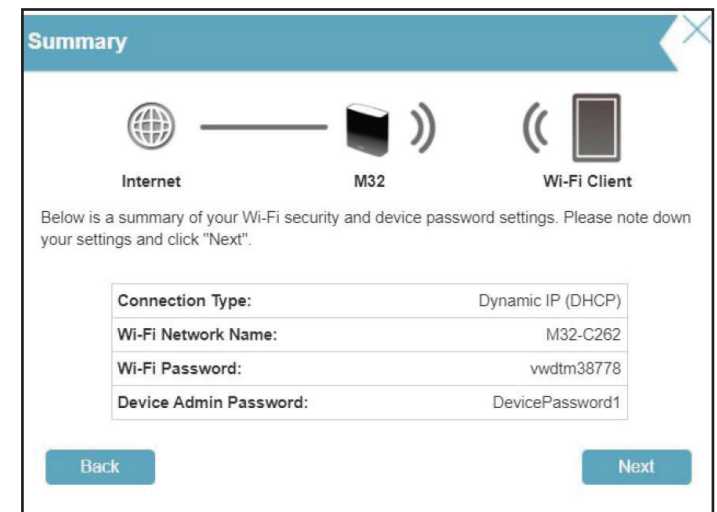 Summary
Internet
M32
Wi-Fi Client
Below is a summary of your Wi-Fi security and device password settings. Please note down
your settings and click "Next".
Connection Type: Dynamic IP (DHCP)
Wi-Fi Network Name: M32-C262
Wi-Fi Password: vwdtm38778
Device Admin Password: DevicePassword1
Back
Next